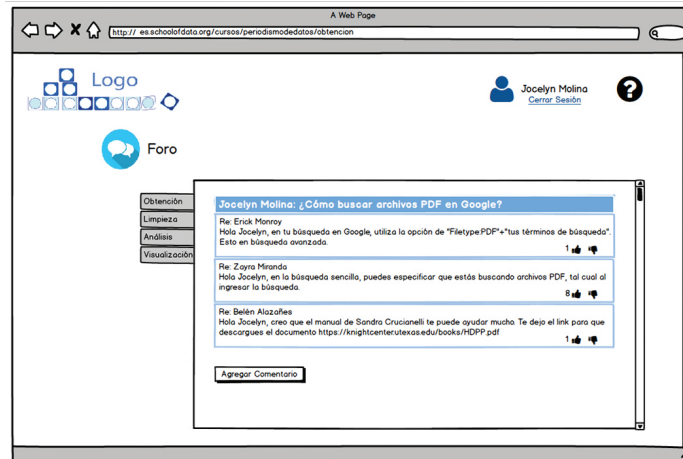 A Web Page
http:// es.schoolofdata.org/cursos/periodismodedatos/obtencion
Logo
Jocelyn Molina
Cerrar Sesión
?
Foro
Obtención
Limpieza
Análisis
Visualización
Jocelyn Molina: ¿Cómo buscar archivos PDF en Google?
Re: Erick Monroy
Hola Jocelyn, en tu búsqueda en Google, utiliza la opción de "Filetype:PDF"+"tus términos de búsqueda".
Esto en búsqueda avanzada.
1
Re: Zayra Miranda
Hola Jocelyn, en la búsqueda sencilla, puedes especificar que estás buscando archivos PDF, tal cual al
ingresar la búsqueda.
8
Re: Belén Alazañes
Hola Jocelyn, creo que el manual de Sandra Crucianelli te puede ayudar mucho. Te dejo el link para que
descargues el documento https://knightcenterutexas.edu/books/HDPP.pdf
1
Agregar Comentario